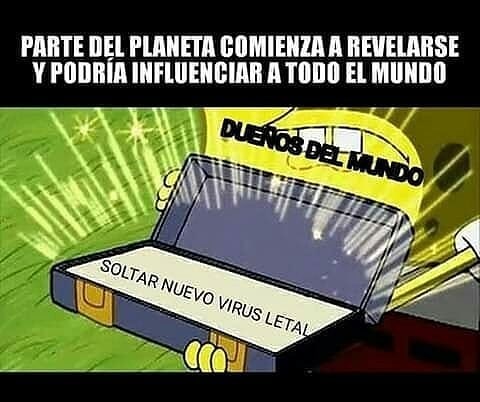 PARTE DEL PLANETA COMIENZA A REVELARSE
Y PODRÍA INFLUENCIAR A TODO EL MUNDO
DUEÑOS DEL MUNDO
SOLTAR NUEVO VIRUS LETAL